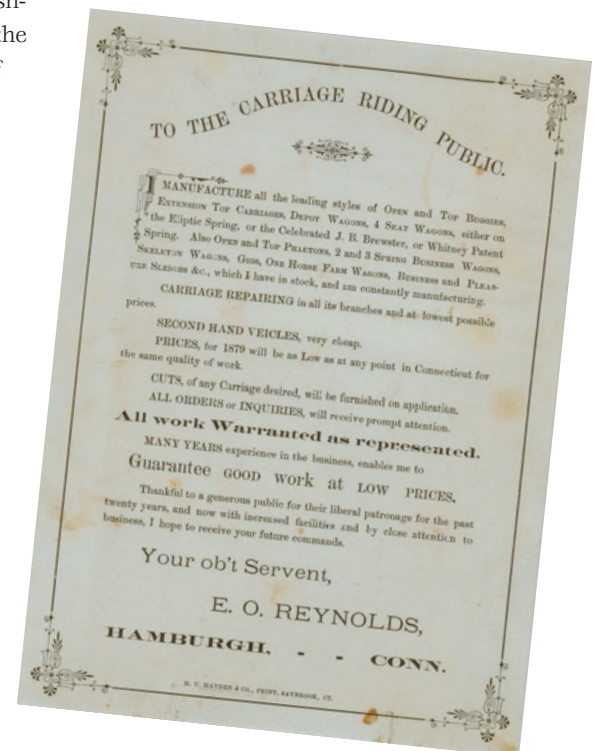 sh-
the
TO THE CARRIAGE RIDING PUBLIC.
I MANUFACTURE all the leading styles of OPEN and TOP BUGGIES,
EXTENSION TOP CARRIAGES, DEPOT WAGONS, 4 SEAT WAGONS, either on
the Eliptic Spring, or the Celebrated J. B. Brewster, or Whitney Patent
Spring. Also OPEN and TOP PHAETONS, 2 and 3 SPRING BUSINESS WAGONS,
SKELETON WAGONS, GIGS, ONE HORSE FARM WAGONS, BUSINESS and PLEAS-
URE SLEIGHS &c., which I have in stock, and am constantly manufacturing.
CARRIAGE REPAIRING in all its branches and at lowest possible
prices.
SECOND HAND VEICLES, very cheap.
PRICES, for 1879 will be as Low as at any point in Connecticut for
the same quality of work.
CUTS, of any Carriage desired, will be furnished on application.
ALL ORDERS or INQUIRIES, will receive prompt attention.
All work Warranted as represented.
MANY YEARS experience in the business, enables me to
Guarantee GOOD work at LOW PRICES.
Thankful to a generous public for their liberal patronage for the past
twenty years, and now with increased facilities and by close attention to
business, I hope to receive your future commands.
Your ob't Servent,
E. O. REYNOLDS,
HAMBURGH, - - CONN.
HAYDEN & CO., PRINT, SAYBROOK, CT.